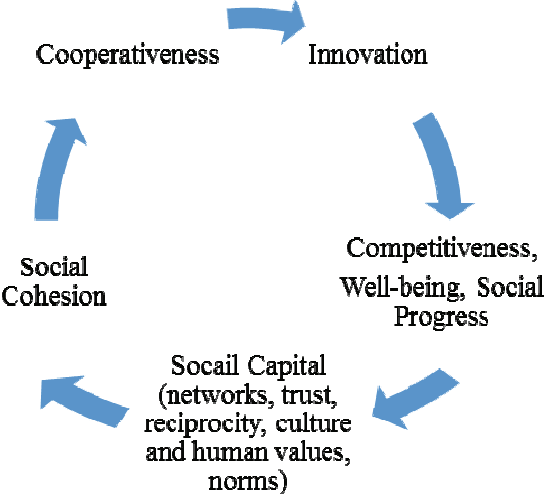 Cooperativeness
Innovation
Competitiveness,
Well-being, Social
Progress
Socail Capital
(networks, trust,
reciprocity, culture
and human values,
norms)
Social
Cohesion